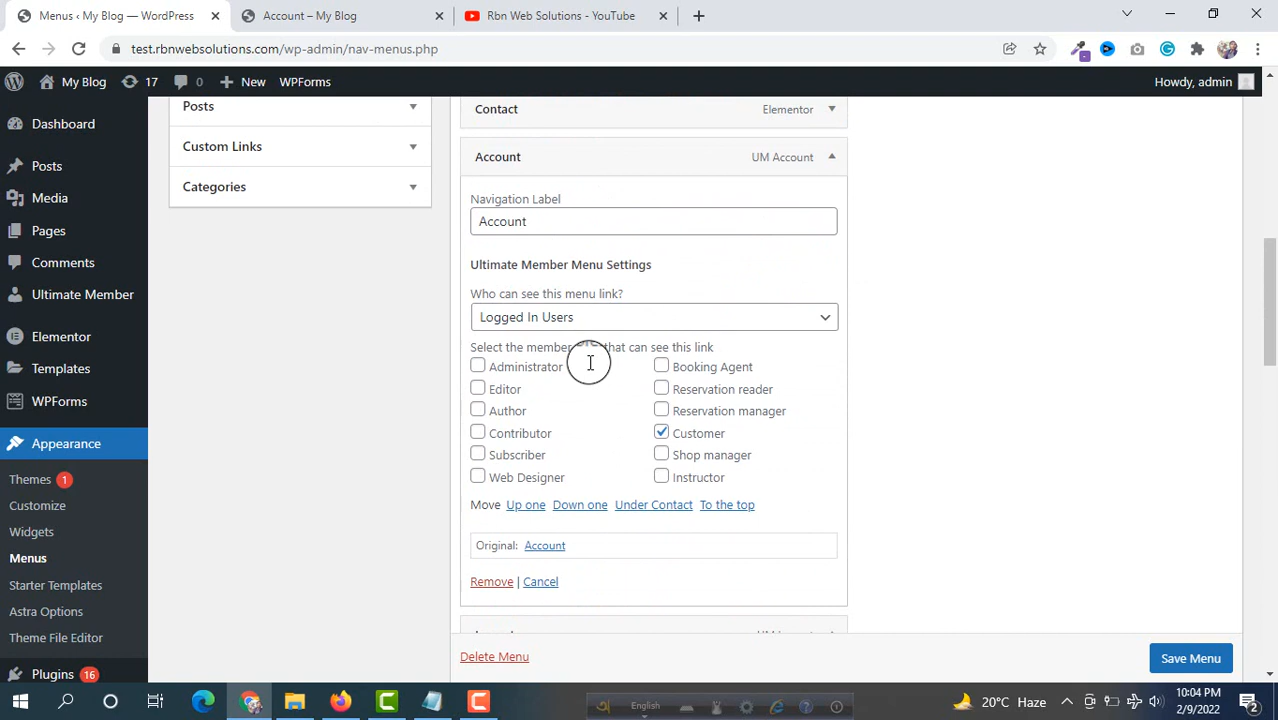 Menus ‹ My Blog — WordPress
Account – My Blog
Rbn Web Solutions - YouTube
test.rbnwebsolutions.com/wp-admin/nav-menus.php
My Blog
17
0
New
WPForms
Howdy, admin
Dashboard
Posts
Media
Pages
Comments
Ultimate Member
Elementor
Templates
WPForms
Appearance
Themes 1
Customize
Widgets
Menus
Starter Templates
Astra Options
Theme File Editor
Plugins 16
Posts
Custom Links
Categories
Contact Elementor
Account UM Account
Navigation Label
Account
Ultimate Member Menu Settings
Who can see this menu link?
Logged In Users
Select the member that can see this link
Administrator Booking Agent
Editor Reservation reader
Author Reservation manager
Contributor Customer
Subscriber Shop manager
Web Designer Instructor
Move Up one Down one Under Contact To the top
Original: Account
Remove | Cancel
Delete Menu
Save Menu
English
20°C Haze
10:04 PM
2/9/2022
2